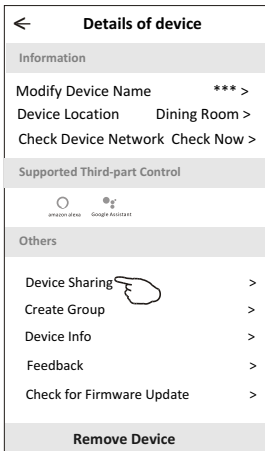 Details of device
Information
Modify Device Name *** >
Device Location Dining Room >
Check Device Network Check Now >
Supported Third-part Control
amazon alexa Google Assistant
Others
Device Sharing >
Create Group >
Device Info >
Feedback >
Check for Firmware Update >
Remove Device